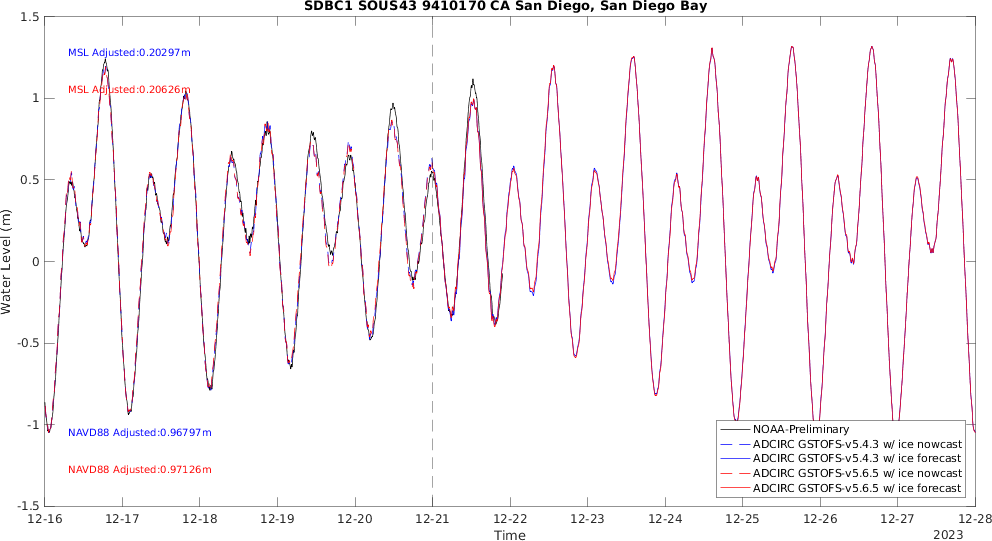 SDBC1 SOUS43 9410170 CA San Diego, San Diego Bay
1.5
MSL Adjusted:0.20297m
MSL Adjusted:0.20626m
1
0.5
0
-0.5
-1
-1.5
Water Level (m)
NAVD88 Adjusted:0.96797m
NAVD88 Adjusted:0.97126m
NOAA-Preliminary
ADCIRC GSTOFS-v5.4.3 w/ ice nowcast
ADCIRC GSTOFS-v5.4.3 w/ ice forecast
ADCIRC GSTOFS-v5.6.5 w/ ice nowcast
ADCIRC GSTOFS-v5.6.5 w/ ice forecast
12-16 12-17 12-18 12-19 12-20 12-21 12-22 12-23 12-24 12-25 12-26 12-27 12-28
Time
2023